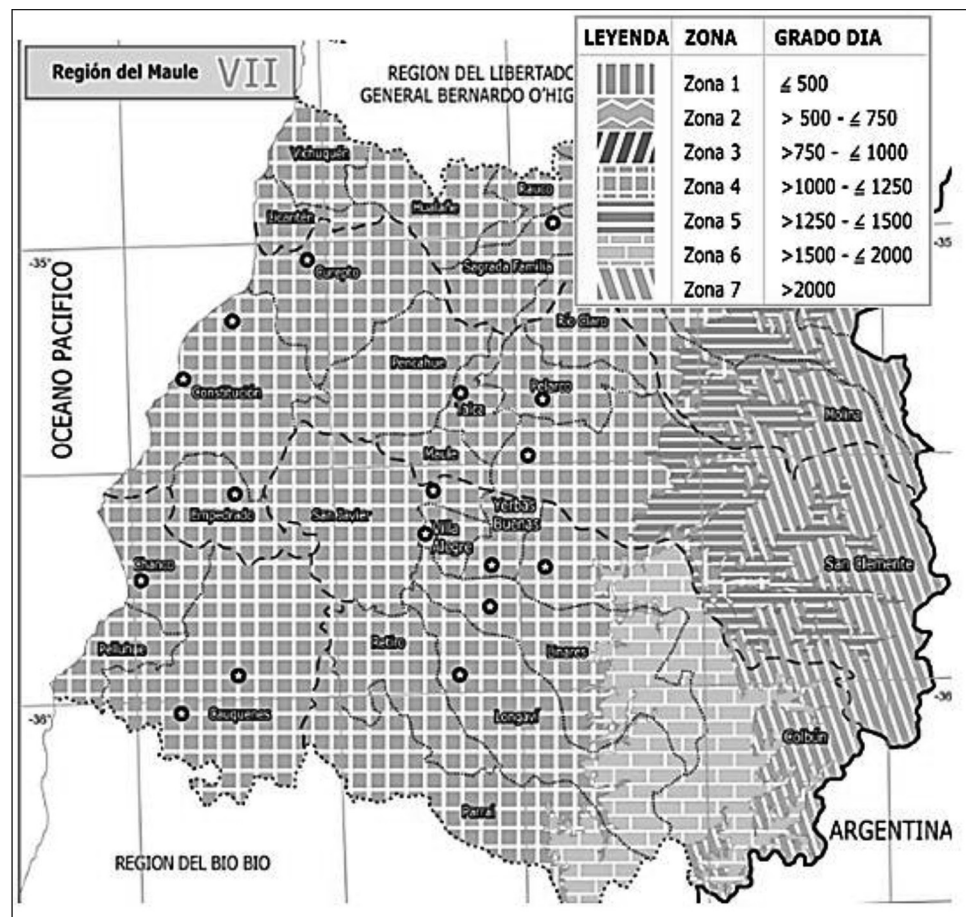 Región del Maule VII
REGION DEL LIBERTADO
GENERAL BERNARDO O'HIG
LEYENDA ZONA GRADO DIA
Zona 1 ≤ 500
Zona 2 > 500 - ≤ 750
Zona 3 >750 - ≤ 1000
Zona 4 >1000 - ≤ 1250
Zona 5 >1250 - ≤ 1500
Zona 6 >1500 - ≤ 2000
Zona 7 >2000
Vichuquén
Rauco
Licantén
Hualañe
-35°
-35
Curepto
Sagrada Familia
OCEANO PACIFICO
Río Claro
Pencahue
Constitución
Talca
Pelarco
Molina
Maule
Empedrado
San Javier
Yerbas
Buenas
Villa
Alegre
Chanco
San Clemente
Pelluhue
Retiro
Linares
-36°
-36
Cauquenes
Longaví
Colbún
Parral
ARGENTINA
REGION DEL BIO BIO